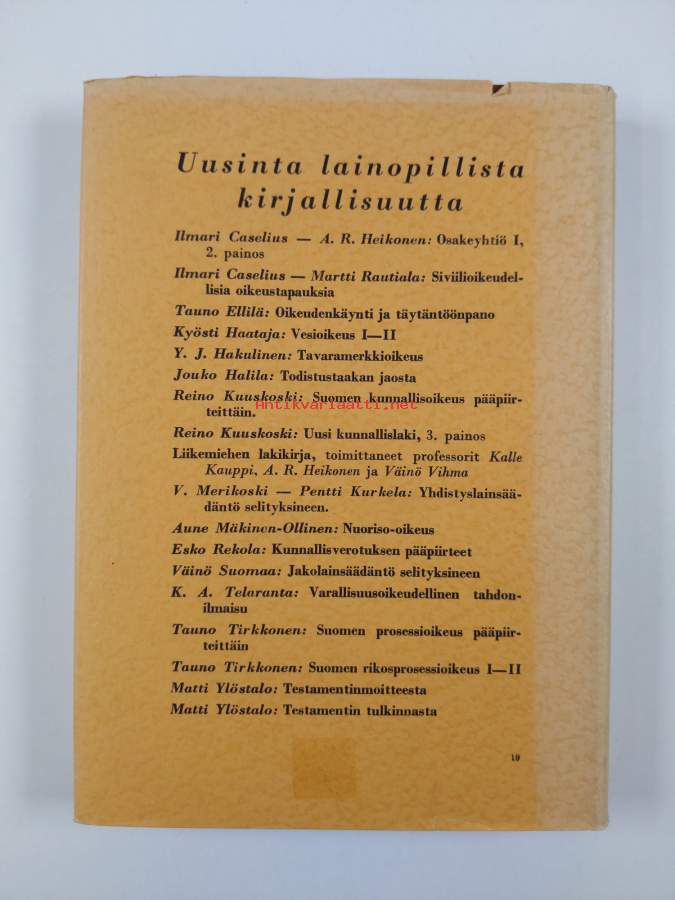 Uusinta lainopillista
kirjallisuutta
Ilmari Caselius — A. R. Heikonen: Osakeyhtiö I,
2. painos
Ilmari Caselius — Martti Rautiala: Siviilioikeudel-
lisia oikeustapauksia
Tauno Ellilä: Oikeudenkäynti ja täytäntöönpano
Kyösti Haataja: Vesioikeus I—II
Y. J. Hakulinen: Tavaramerkkioikeus
Jouko Halila: Todistustaakan jaosta
Reino Kuuskoski: Suomen kunnallisoikeus pääpiir-
Antikvariaatti.net
teittäin.
Reino Kuuskoski: Uusi kunnallislaki, 3. painos
Liikemiehen lakikirja, toimittaneet professorit Kalle
Kauppi, A. R. Heikonen ja Väinö Vihma
V. Merikoski — Pentti Kurkela: Yhdistyslainsää-
däntö selityksineen.
Aune Mäkinen-Ollinen: Nuoriso-oikeus
Esko Rekola: Kunnallisverotuksen pääpiirteet
Väinö Suomaa: Jakolainsäädäntö selityksineen
K. A. Telaranta: Varallisuusoikeudellinen tahdon-
ilmaisu
Tauno Tirkkonen: Suomen prosessioikeus pääpiir-
teittäin
Tauno Tirkkonen: Suomen rikosprosessioikeus I—II
Matti Ylöstalo: Testamentinmoitteesta
Matti Ylöstalo: Testamentin tulkinnasta
10